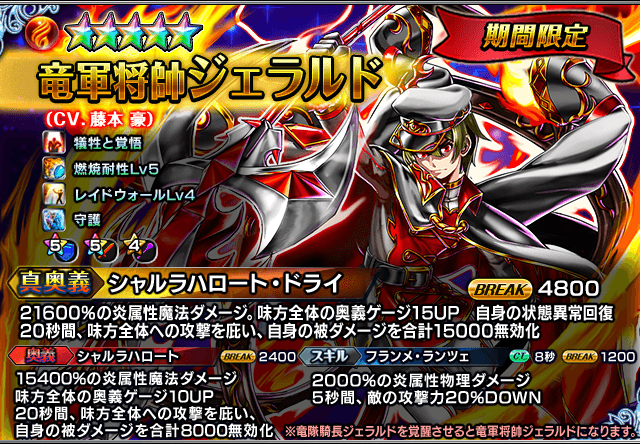 期間限定
竜軍将帥ジェラルド
(CV. 藤本 豪)
犠牲と覚悟
燃焼耐性Lv5
レイドウォールLv4
守護
5 5 4
真奥義 シャルラハロート・ドライ BREAK 4800
21600%の炎属性魔法ダメージ。味方全体の奥義ゲージ15UP 自身の状態異常回復
20秒間、味方全体への攻撃を庇い、自身の被ダメージを合計15000無効化
奥義 シャルラハロート BREAK 2400
15400%の炎属性魔法ダメージ
味方全体の奥義ゲージ10UP
20秒間、味方全体への攻撃を庇い、
自身の被ダメージを合計8000無効化
スキル フランメ・ランツェ CT 8秒 BREAK 1200
2000%の炎属性物理ダメージ
5秒間、敵の攻撃力20%DOWN
※竜隊騎長ジェラルドを覚醒させると竜軍将帥ジェラルドになります。